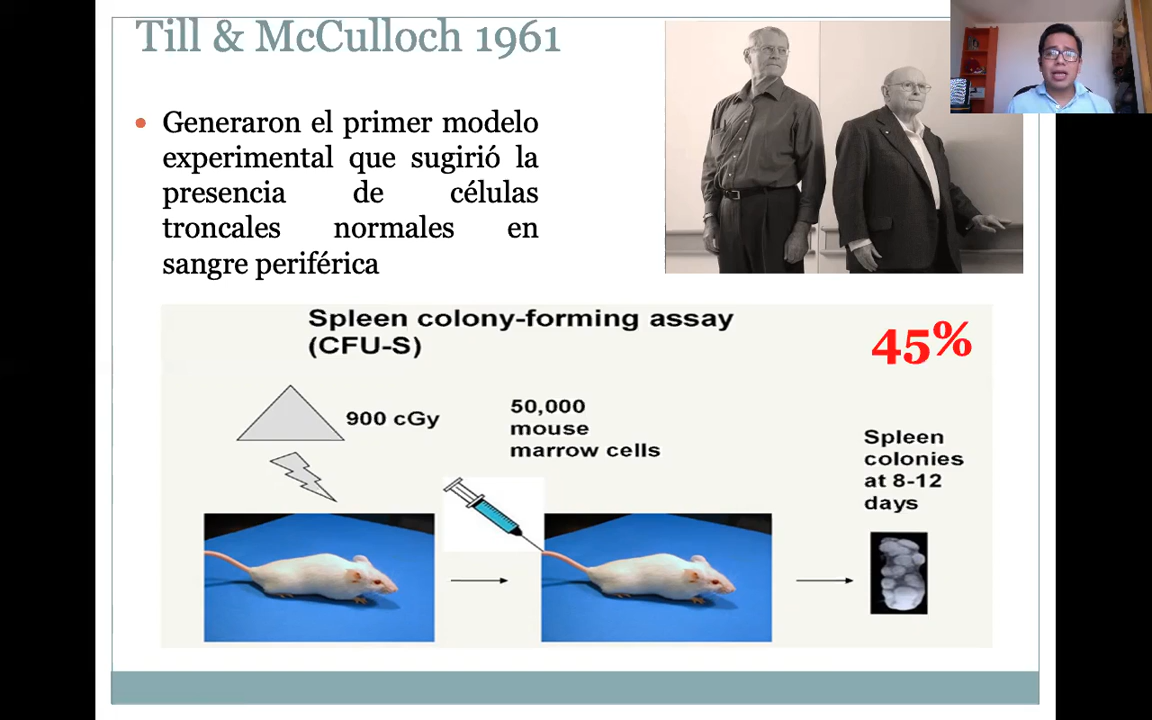 Till & McCulloch 1961
• Generaron el primer modelo
experimental que sugirió la
presencia de células
troncales normales en
sangre periférica
Spleen colony-forming assay
(CFU-S)
45%
900 cGy
50,000
mouse
marrow cells
Spleen
colonies
at 8-12
days